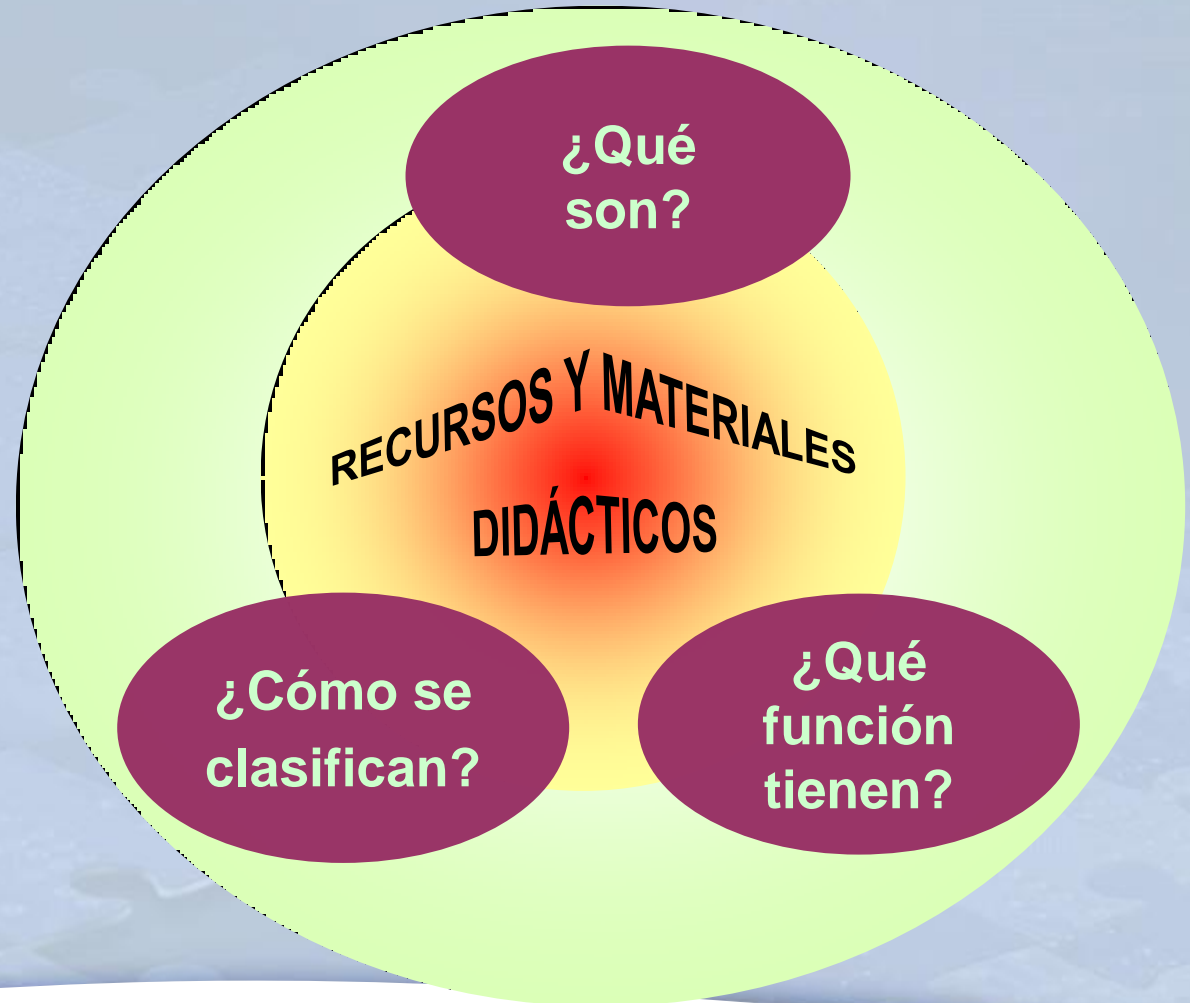 ¿Qué
son?
RECURSOS Y MATERIALES
DIDÁCTICOS
¿Cómo se
clasifican?
¿Qué
función
tienen?